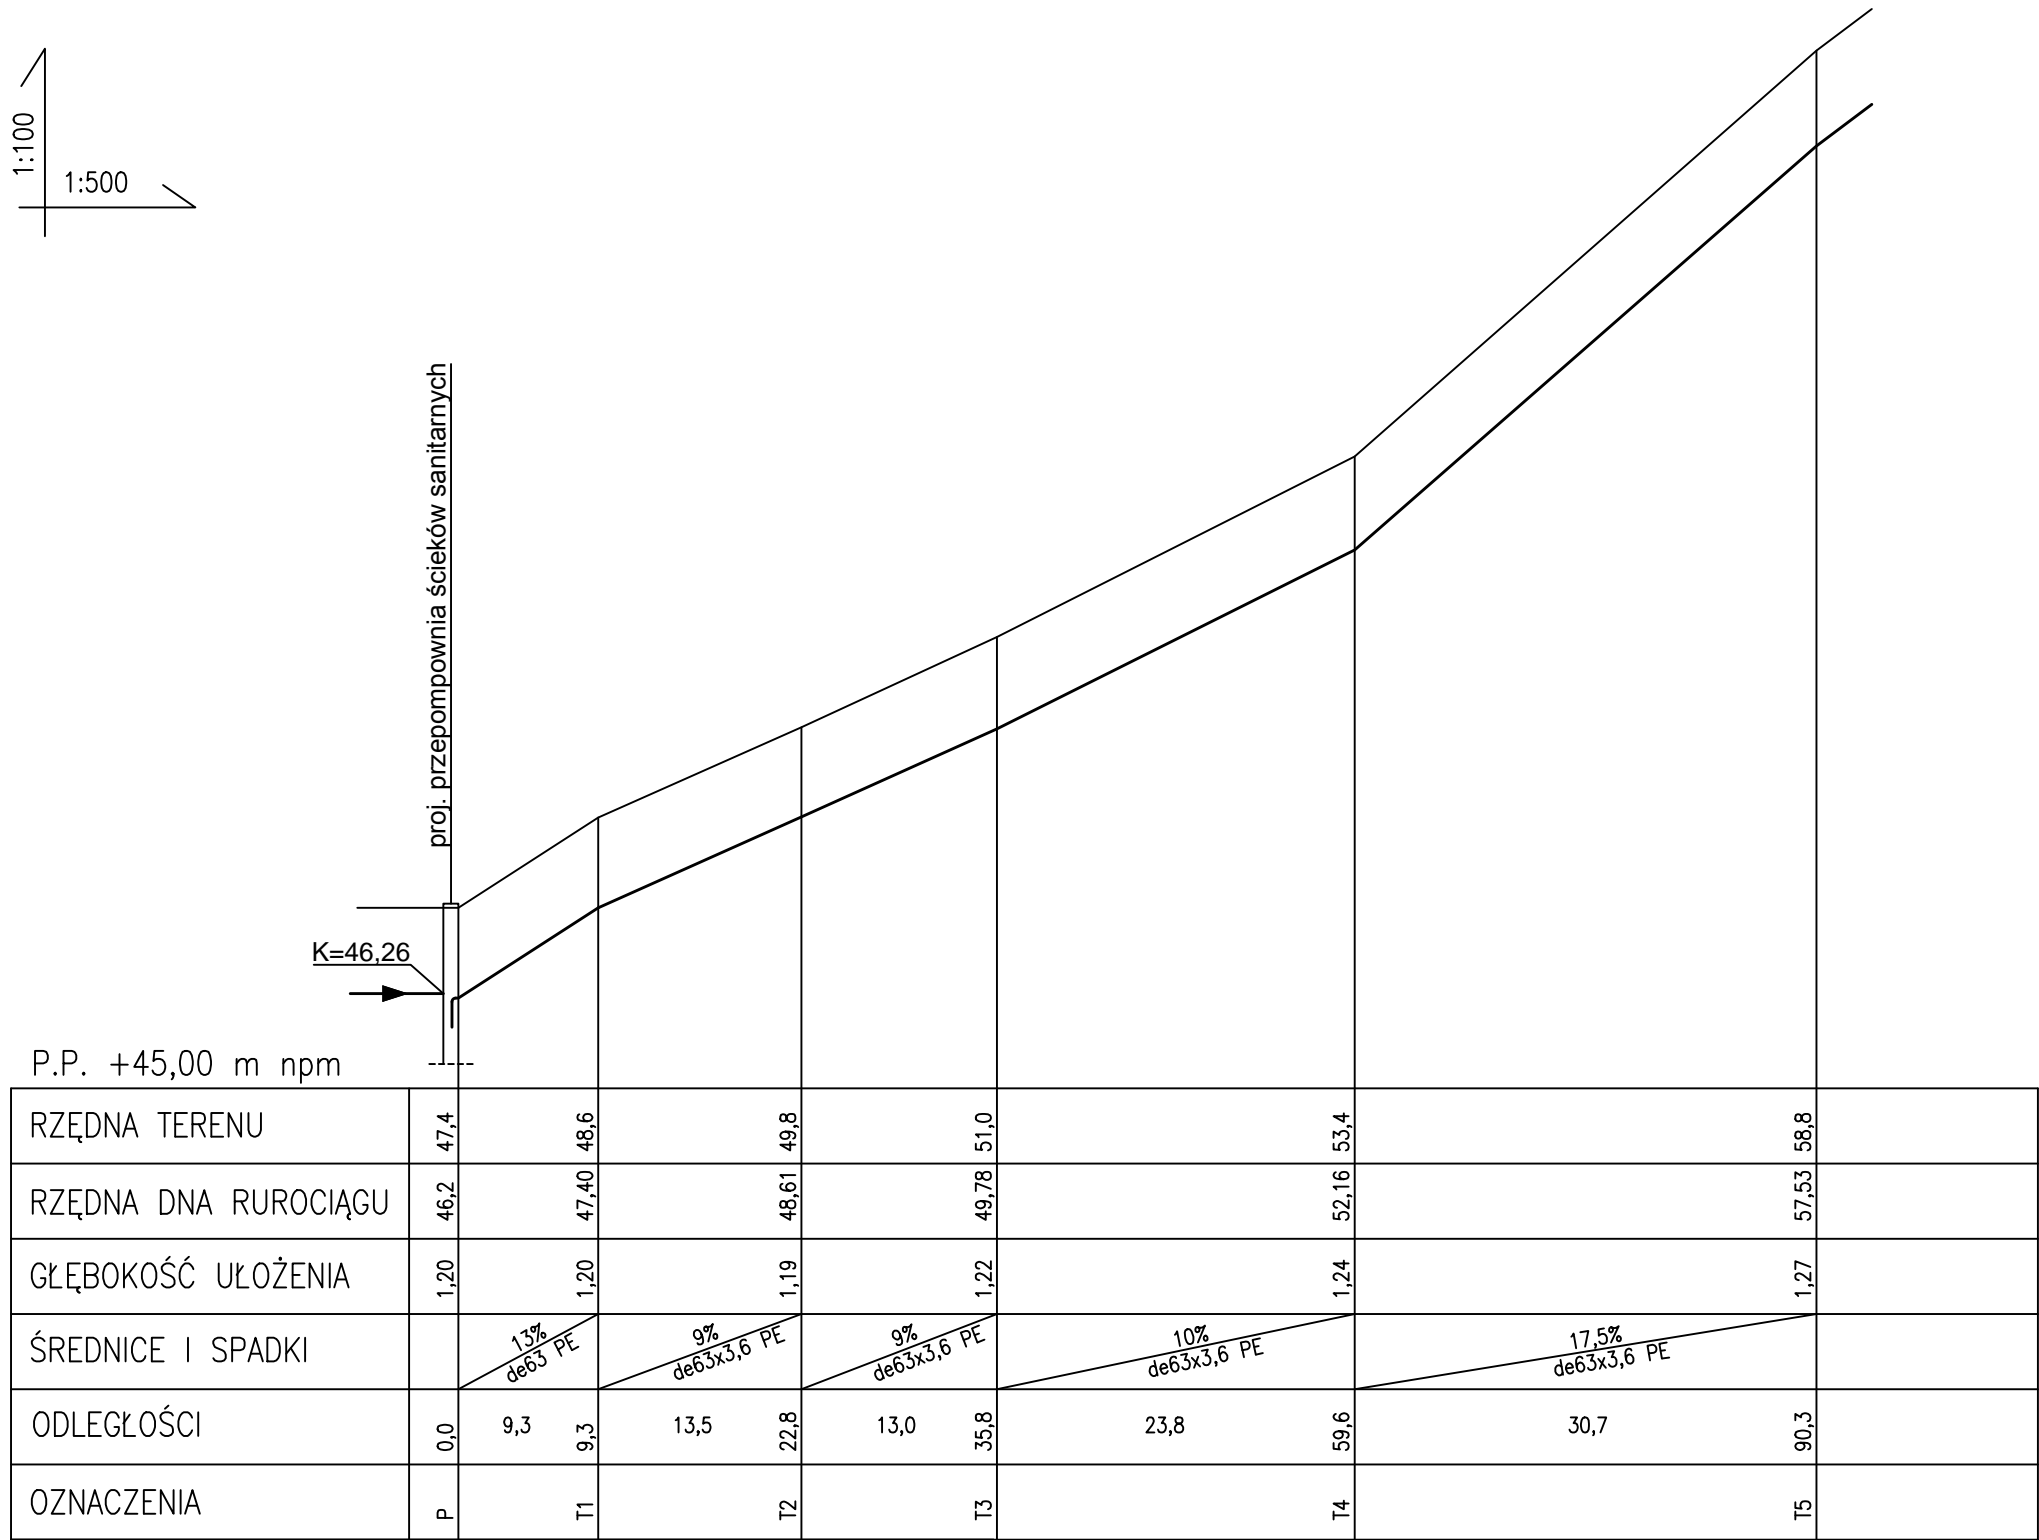 1:100
1:500
proj. przepompownia ścieków sanitarnych
K=46,26
P.P. +45,00 m npm
RZĘDNA TERENU 47,4 48,6 49,8 51,0 53,4 58,8
RZĘDNA DNA RUROCIĄGU 46,2 47,40 48,61 49,78 52,16 57,53
GŁĘBOKOŚĆ UŁOŻENIA 1,20 1,20 1,19 1,22 1,24 1,27
ŚREDNICE I SPADKI 13% 9% 9% 10% 17,5%
de63 PE de63x3,6 PE de63x3,6 PE de63x3,6 PE de63x3,6 PE
ODLEGŁOŚCI 0,0 9,3 9,3 13,5 22,8 13,0 35,8 23,8 59,6 30,7 90,3
OZNACZENIA P T1 T2 T3 T4 T5